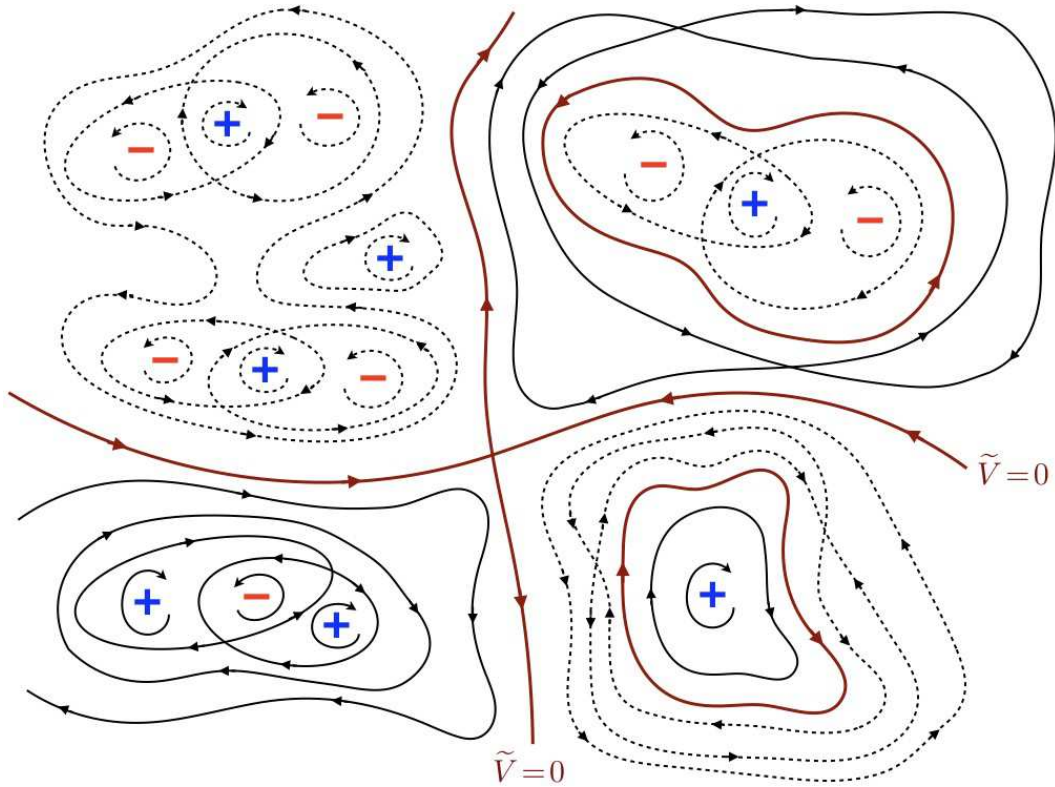 − + −
+
− + −
− + −
Ṽ = 0
+ − +
+
Ṽ = 0